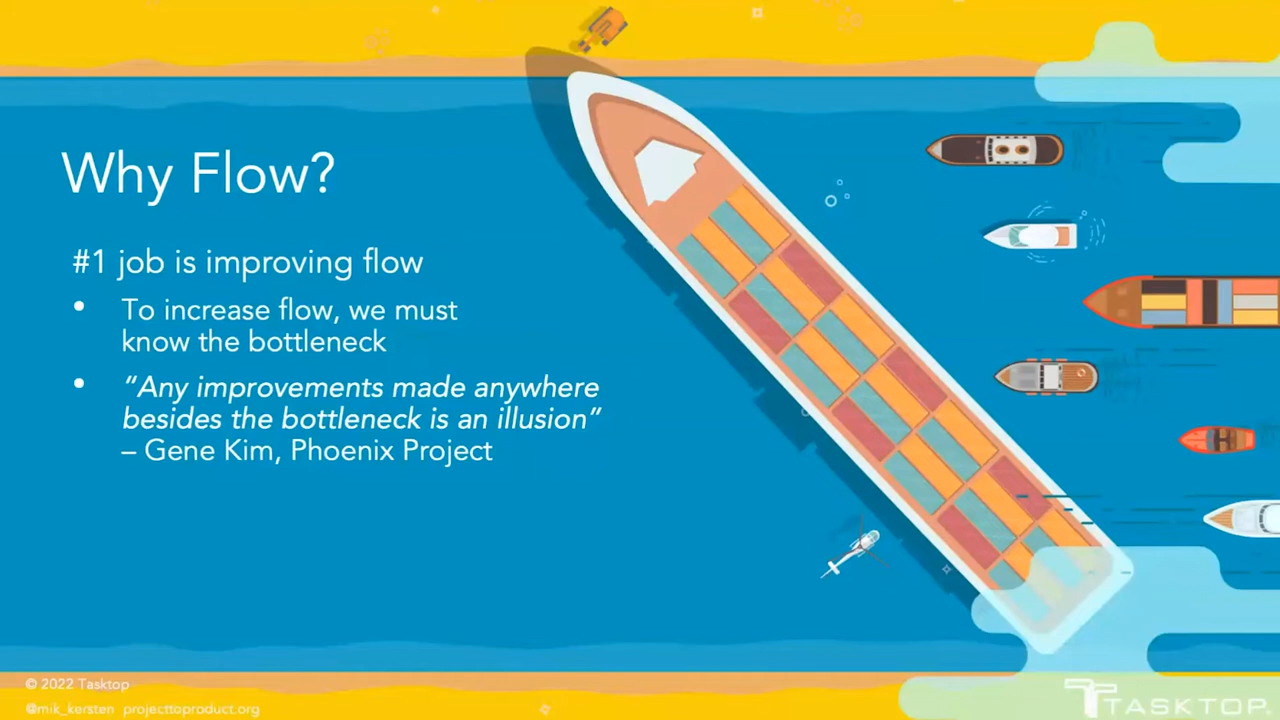 Why Flow?
#1 job is improving flow
• To increase flow, we must
know the bottleneck
• “Any improvements made anywhere
besides the bottleneck is an illusion”
– Gene Kim, Phoenix Project
© 2022 Tasktop
@mik_kersten projecttoproduct.org
TASKTOP.